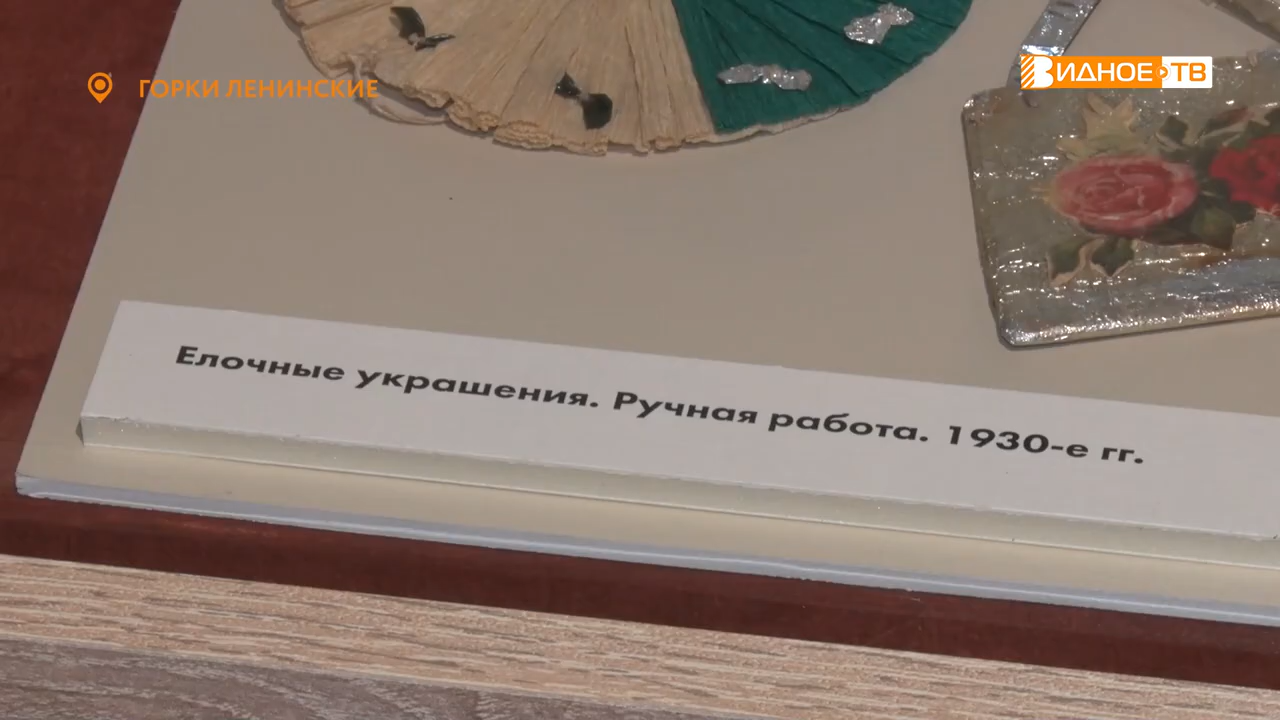 ГОРКИ ЛЕНИНСКИЕ
ВИДНОЕ ТВ
Елочные украшения. Ручная работа. 1930-е гг.